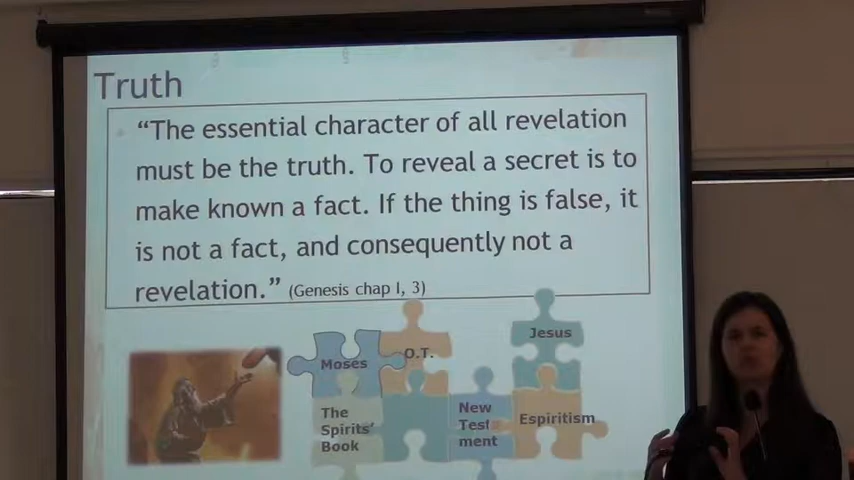 Truth
“The essential character of all revelation
must be the truth. To reveal a secret is to
make known a fact. If the thing is false, it
is not a fact, and consequently not a
revelation.” (Genesis chap I, 3)
Moses
O.T.
Jesus
The
Spirits’
Book
New
Test
ment
Espiritism